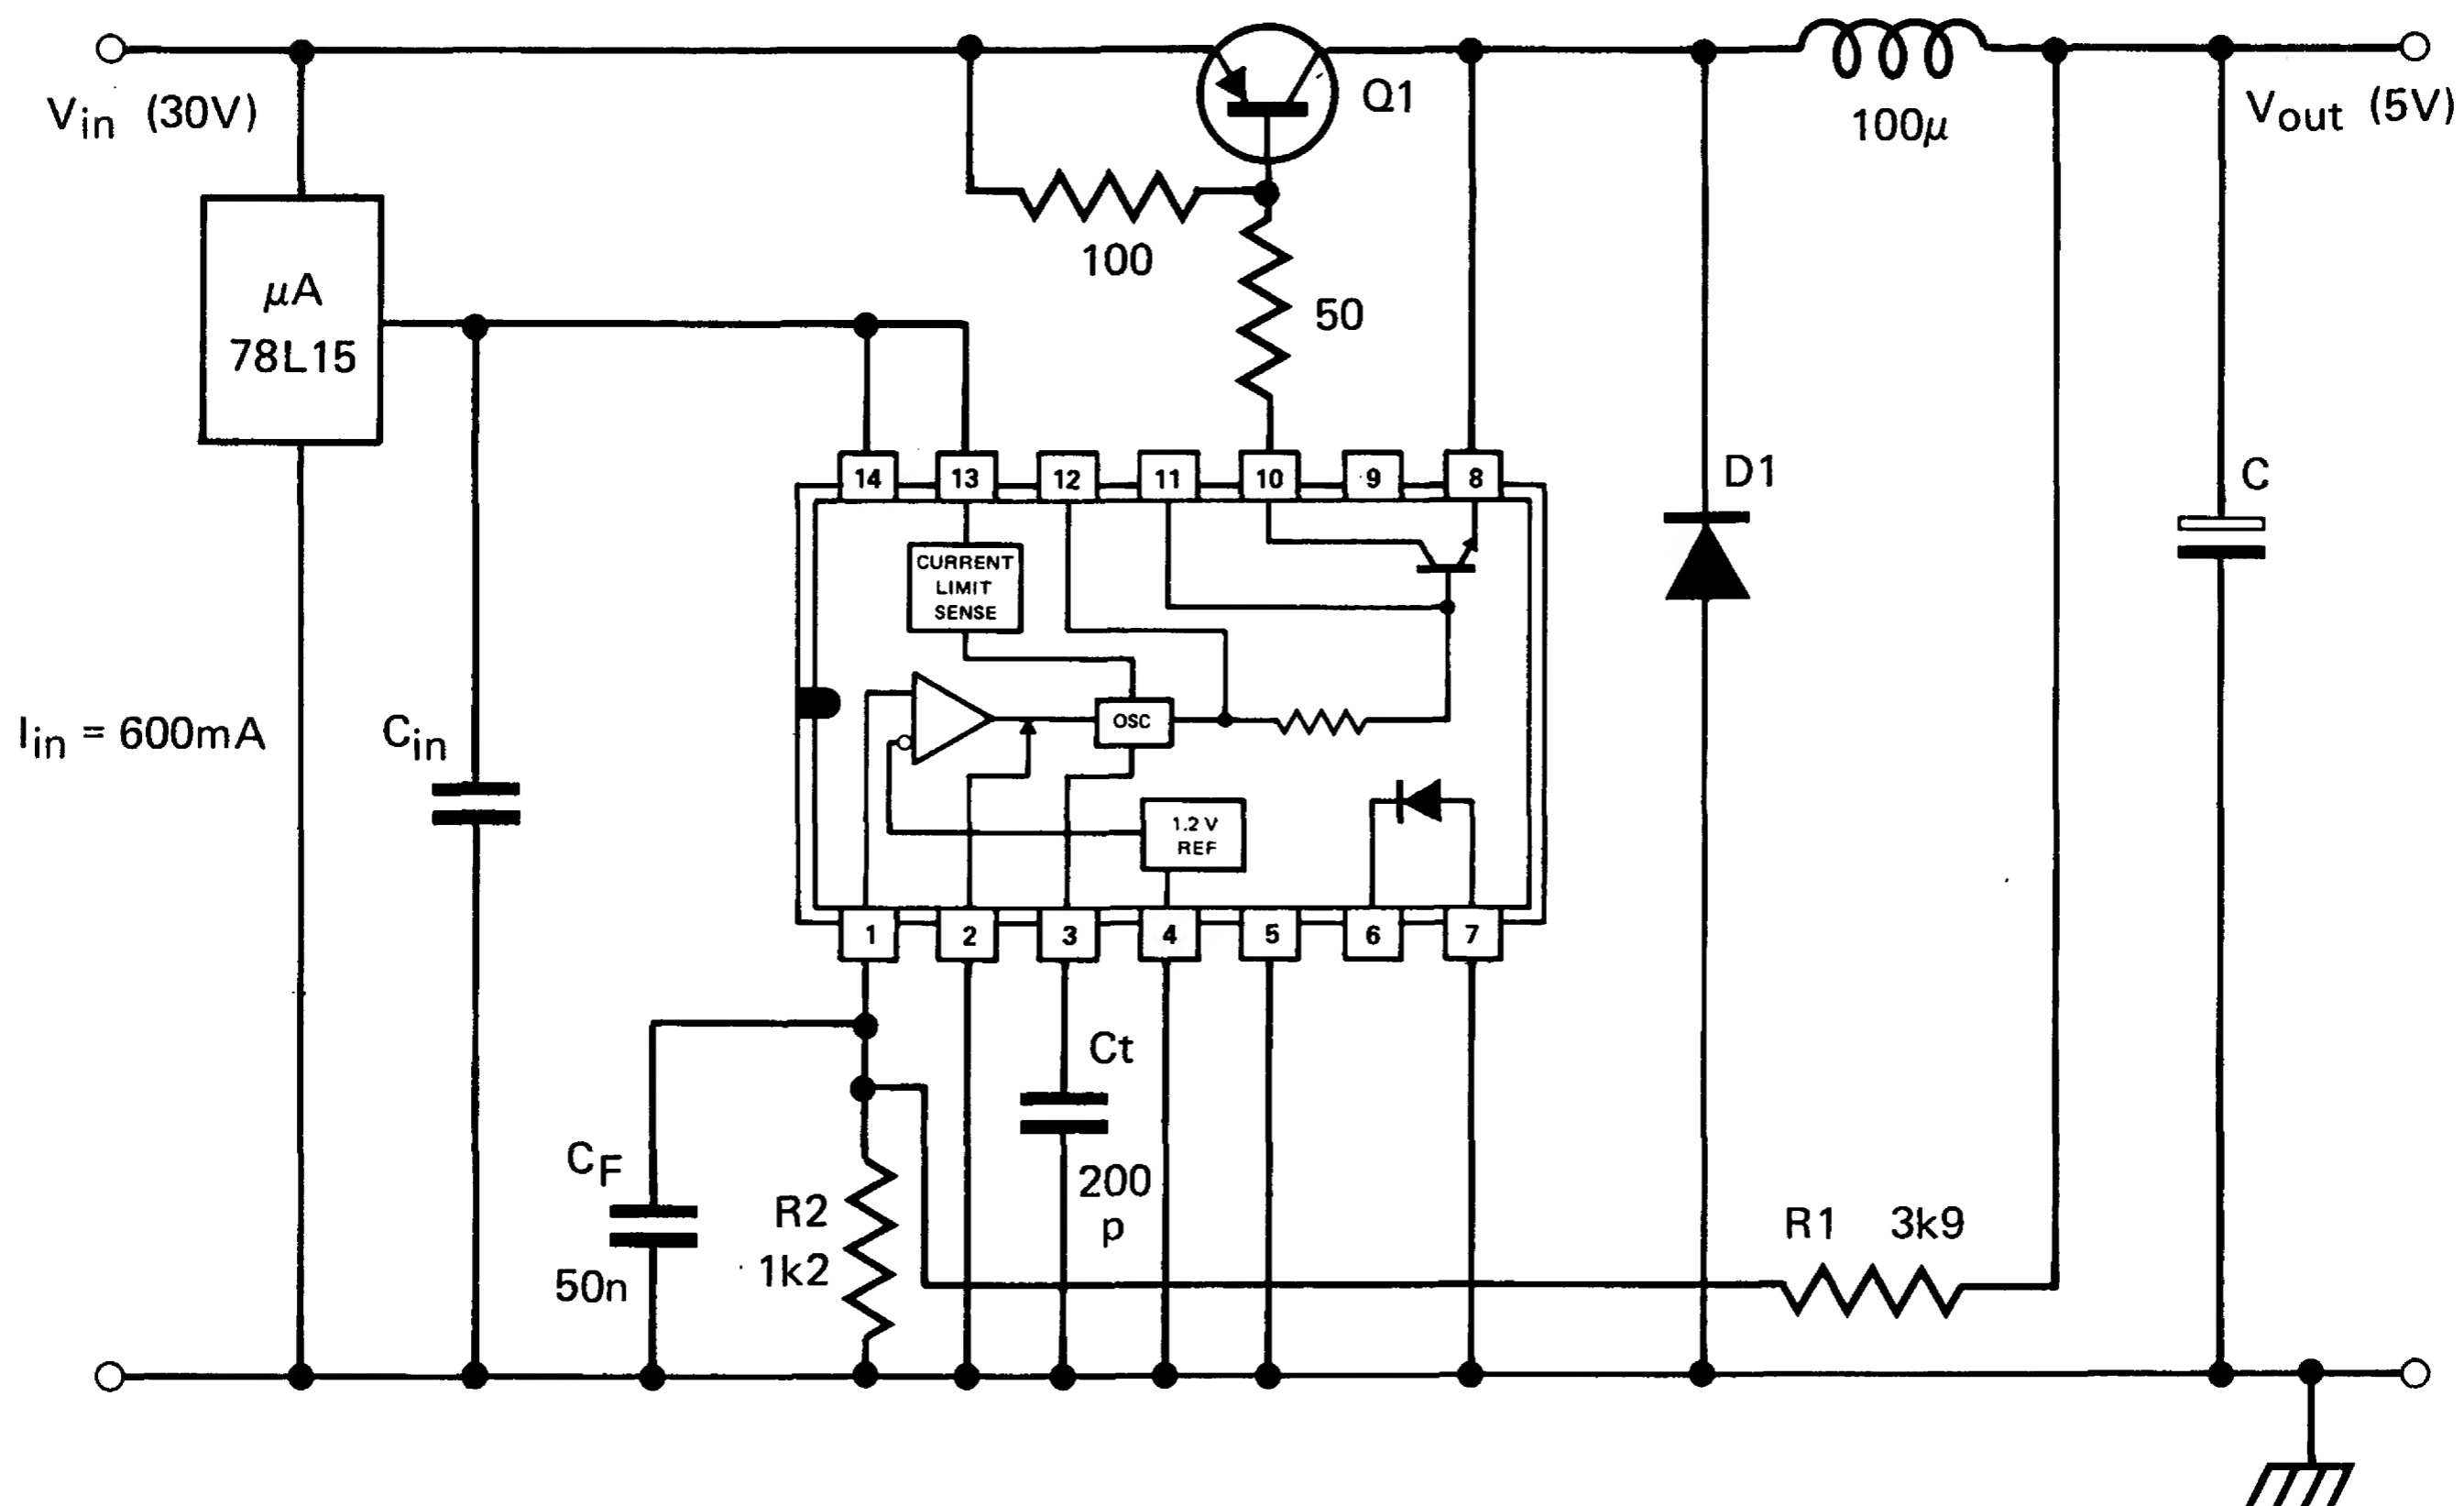 Q1
Vin (30V)
Vout (5V)
100μ
μA
78L15
100
50
14
13
12
11
10
9
8
D1
C
CURRENT
LIMIT
SENSE
OSC
Iin = 600mA
Cin
1.2 V
REF
1
2
3
4
5
6
7
Ct
200
p
CF
50n
R2
1k2
R1 3k9